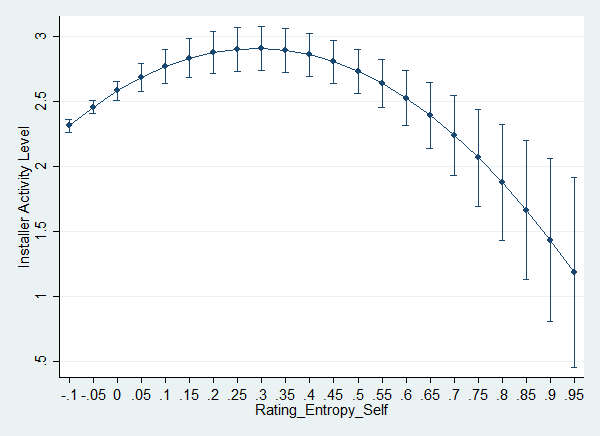 Installer Activity Level
3
2.5
2
1.5
1
.5
-.1 -.05 0 .05 .1 .15 .2 .25 .3 .35 .4 .45 .5 .55 .6 .65 .7 .75 .8 .85 .9 .95
Rating_Entropy_Self